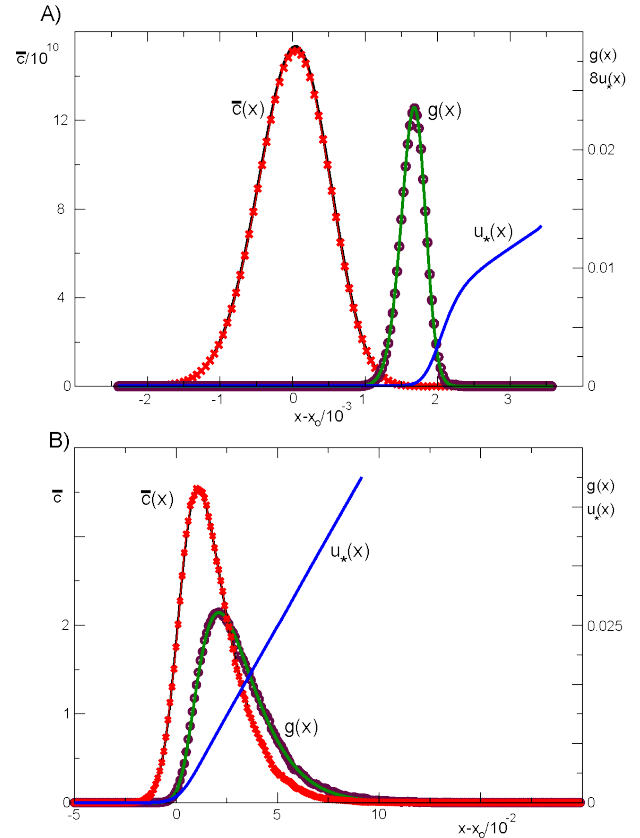 A)
c̅/10¹⁰
g(x)
8u*(x)
c̅(x)
g(x)
12
0.02
8
u*(x)
0.01
4
0
0
-2
-1
0
1
2
3
x-x₀/10⁻³
B)
c̅
g(x)
u*(x)
c̅(x)
u*(x)
2
0.025
1
g(x)
0
0
-5
0
5
10
x-x₀/10⁻²